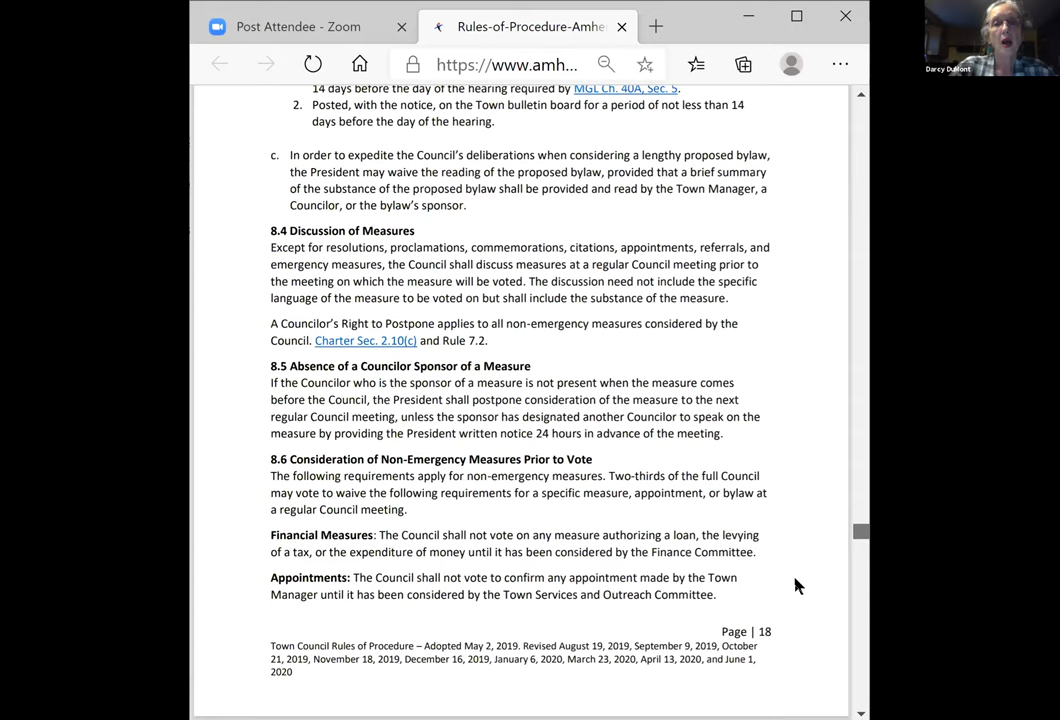 Post Attendee - Zoom
Rules-of-Procedure-Amhe
https://www.amh...
Darcy DuMont
14 days before the day of the hearing required by MGL Ch. 40A, Sec. 5.
2. Posted, with the notice, on the Town bulletin board for a period of not less than 14
days before the day of the hearing.
c. In order to expedite the Council's deliberations when considering a lengthy proposed bylaw,
the President may waive the reading of the proposed bylaw, provided that a brief summary
of the substance of the proposed bylaw shall be provided and read by the Town Manager, a
Councilor, or the bylaw's sponsor.
8.4 Discussion of Measures
Except for resolutions, proclamations, commemorations, citations, appointments, referrals, and
emergency measures, the Council shall discuss measures at a regular Council meeting prior to
the meeting on which the measure will be voted. The discussion need not include the specific
language of the measure to be voted on but shall include the substance of the measure.
A Councilor's Right to Postpone applies to all non-emergency measures considered by the
Council. Charter Sec. 2.10(c) and Rule 7.2.
8.5 Absence of a Councilor Sponsor of a Measure
If the Councilor who is the sponsor of a measure is not present when the measure comes
before the Council, the President shall postpone consideration of the measure to the next
regular Council meeting, unless the sponsor has designated another Councilor to speak on the
measure by providing the President written notice 24 hours in advance of the meeting.
8.6 Consideration of Non-Emergency Measures Prior to Vote
The following requirements apply for non-emergency measures. Two-thirds of the full Council
may vote to waive the following requirements for a specific measure, appointment, or bylaw at
a regular Council meeting.
Financial Measures: The Council shall not vote on any measure authorizing a loan, the levying
of a tax, or the expenditure of money until it has been considered by the Finance Committee.
Appointments: The Council shall not vote to confirm any appointment made by the Town
Manager until it has been considered by the Town Services and Outreach Committee.
Page | 18
Town Council Rules of Procedure – Adopted May 2, 2019. Revised August 19, 2019, September 9, 2019, October
21, 2019, November 18, 2019, December 16, 2019, January 6, 2020, March 23, 2020, April 13, 2020, and June 1,
2020